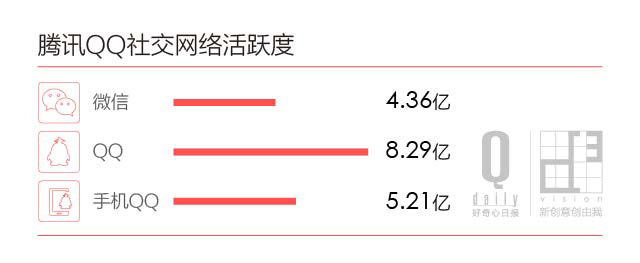 腾讯QQ社交网络活跃度
微信 4.36亿
QQ 8.29亿
手机QQ 5.21亿
Q daily
好奇心日报
d3
vision
新创意创由我